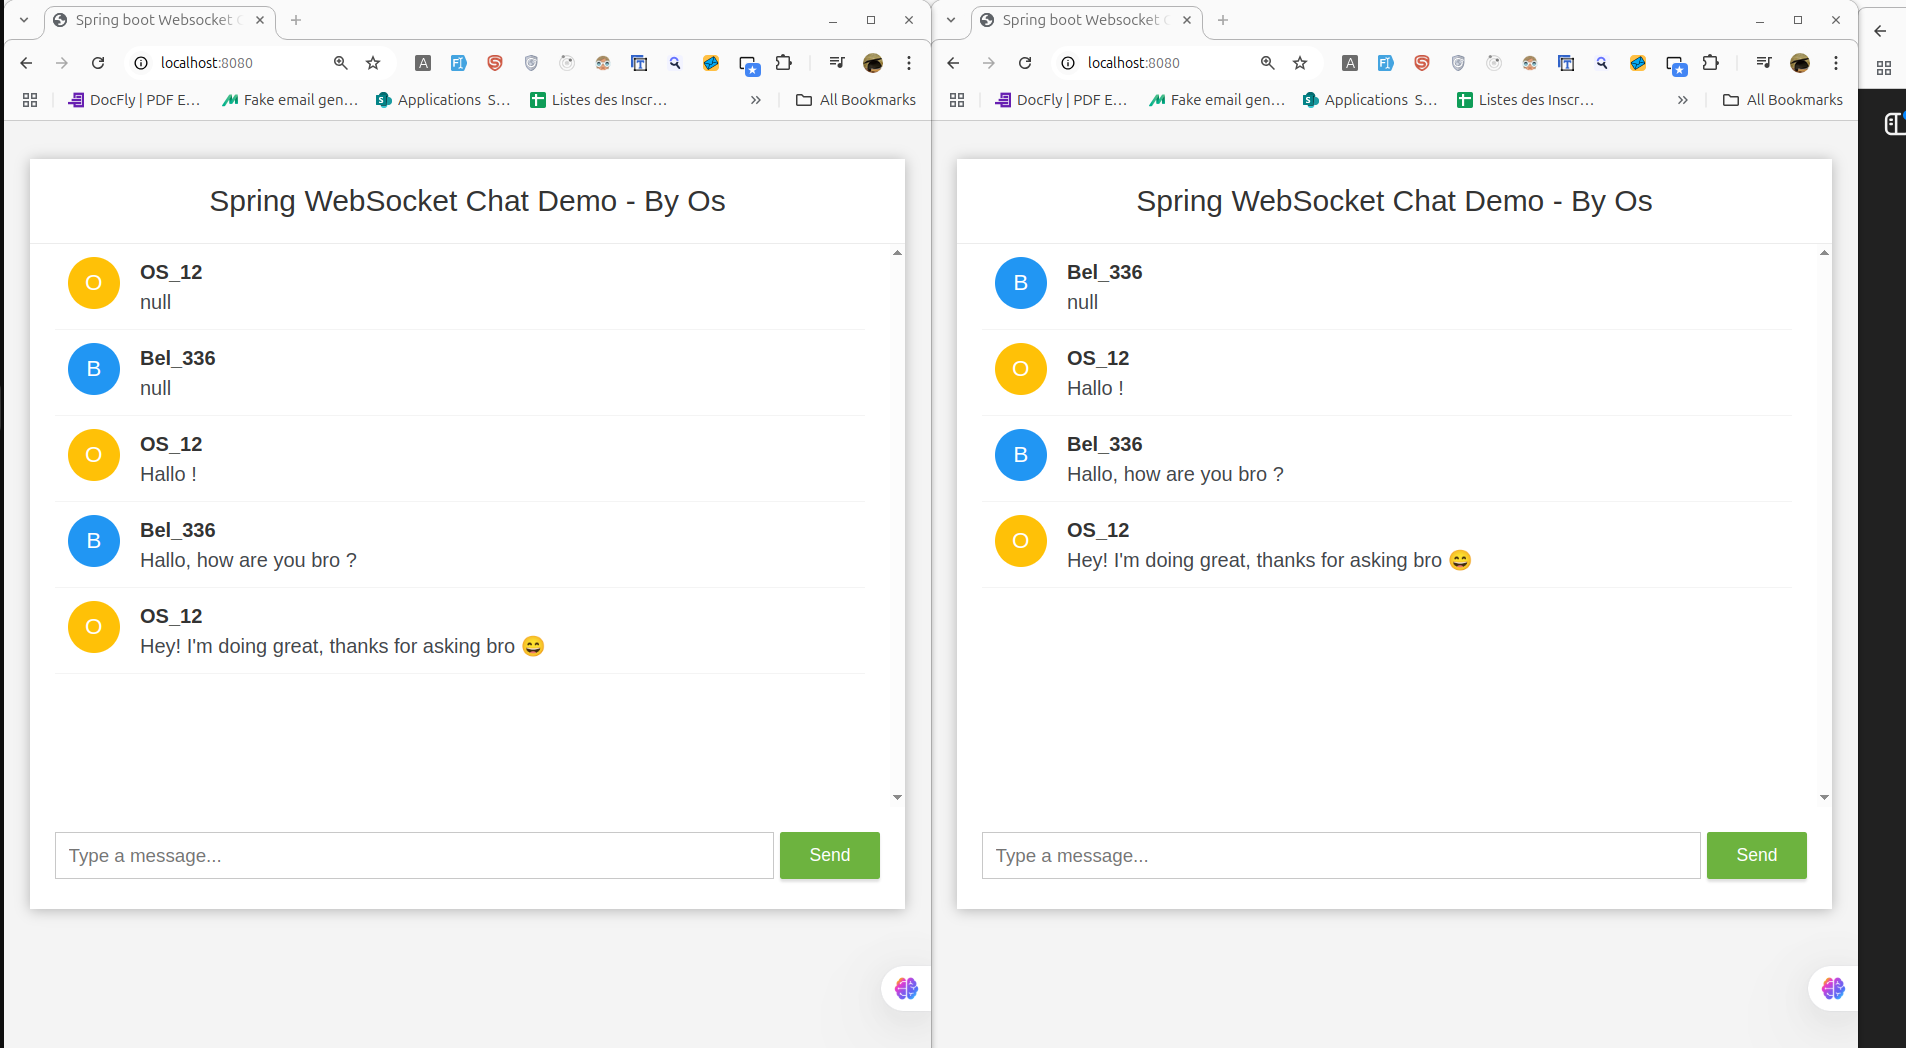 Spring boot Websocket C
localhost:8080
DocFly | PDF E...
Fake email gen...
Applications S...
Listes des Inscr...
All Bookmarks
Spring WebSocket Chat Demo - By Os
O
OS_12
null
B
Bel_336
null
O
OS_12
Hallo !
B
Bel_336
Hallo, how are you bro ?
O
OS_12
Hey! I'm doing great, thanks for asking bro 😄
Type a message...
Send
Spring boot Websocket C
localhost:8080
DocFly | PDF E...
Fake email gen...
Applications S...
Listes des Inscr...
All Bookmarks
Spring WebSocket Chat Demo - By Os
B
Bel_336
null
O
OS_12
Hallo !
B
Bel_336
Hallo, how are you bro ?
O
OS_12
Hey! I'm doing great, thanks for asking bro 😄
Type a message...
Send